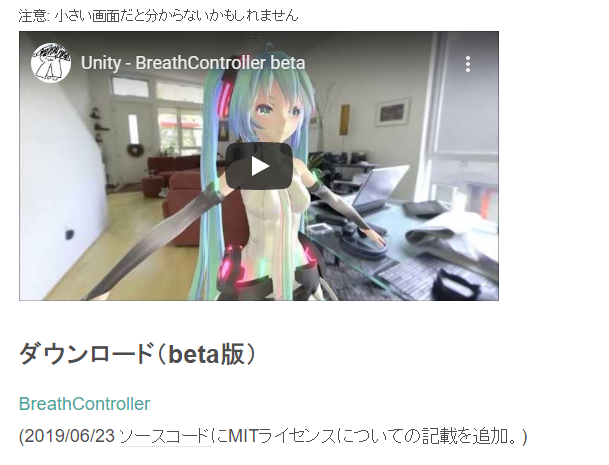 注意: 小さい画面だと分からないかもしれません
Unity - BreathController beta
ダウンロード（beta版）
BreathController
(2019/06/23 ソースコードにMITライセンスについての記載を追加。)